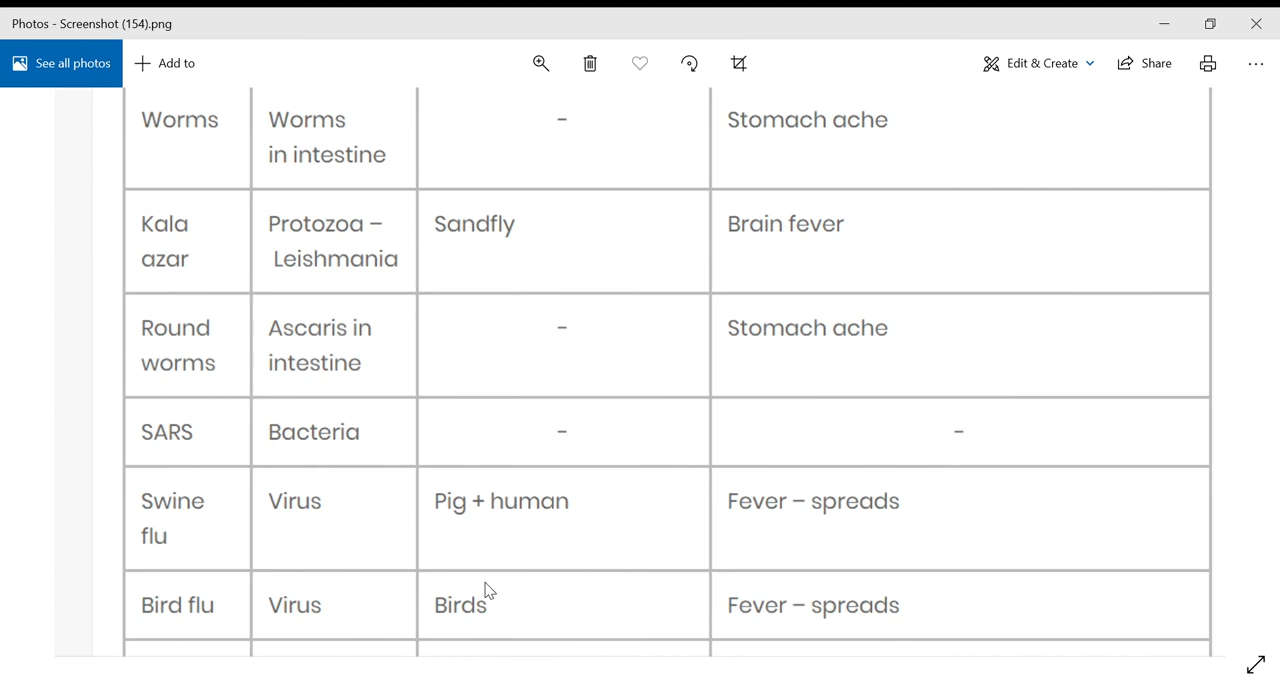 Photos - Screenshot (154).png
See all photos
Add to
Edit & Create
Share
Worms
Worms
in intestine
-
Stomach ache
Kala
azar
Protozoa –
Leishmania
Sandfly
Brain fever
Round
worms
Ascaris in
intestine
-
Stomach ache
SARS
Bacteria
-
-
Swine
flu
Virus
Pig + human
Fever – spreads
Bird flu
Virus
Birds
Fever – spreads